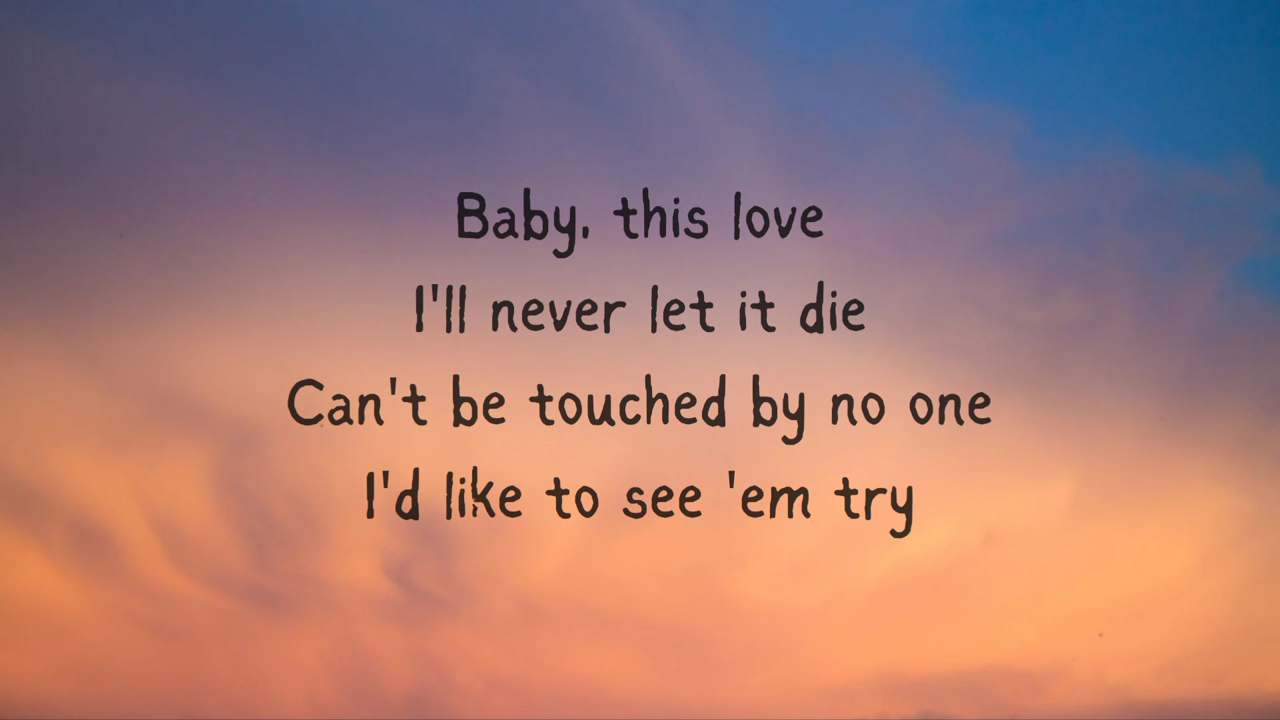 Baby, this love
I'll never let it die
Can't be touched by no one
I'd like to see 'em try